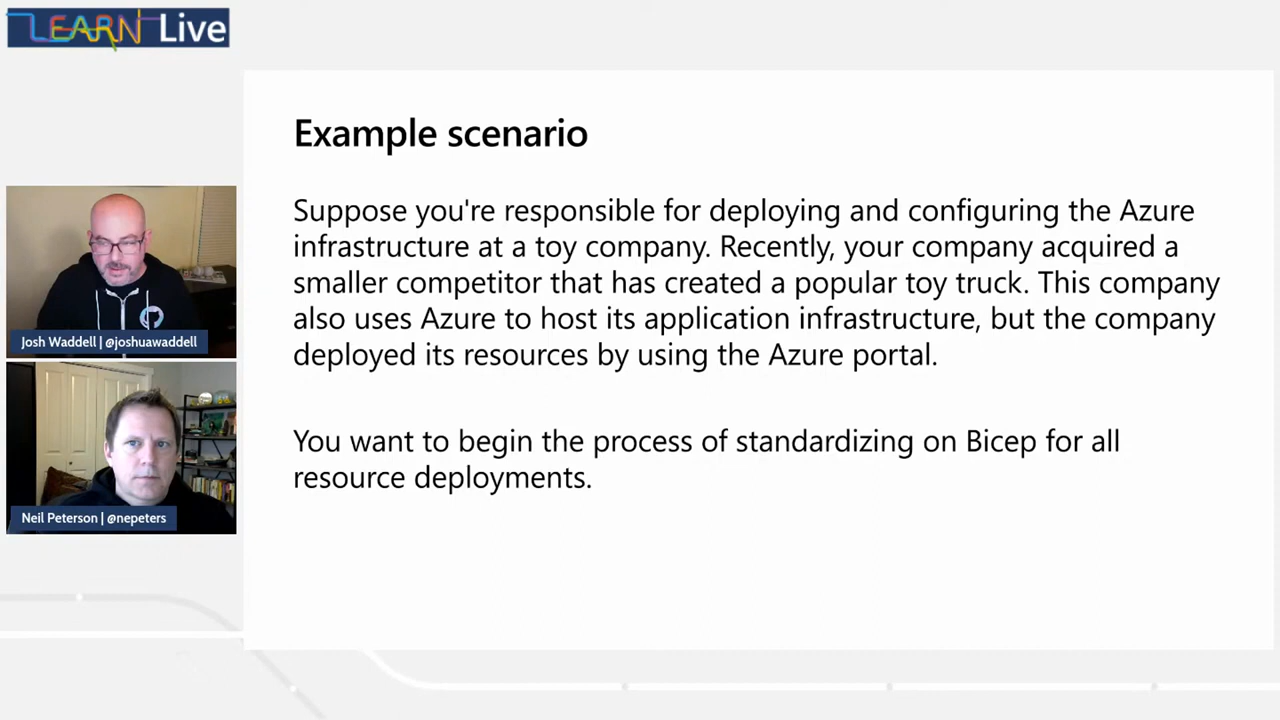 LEARN Live
Example scenario
Suppose you're responsible for deploying and configuring the Azure
infrastructure at a toy company. Recently, your company acquired a
smaller competitor that has created a popular toy truck. This company
also uses Azure to host its application infrastructure, but the company
deployed its resources by using the Azure portal.
You want to begin the process of standardizing on Bicep for all
resource deployments.
Josh Waddell | @joshuawaddell
Neil Peterson | @nepeters